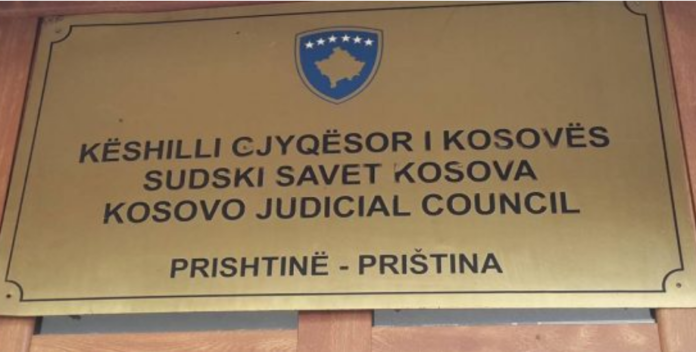 KËSHILLI GJYQËSOR I KOSOVËS
SUDSKI SAVET KOSOVA
KOSOVO JUDICIAL COUNCIL
PRISHTINË - PRIŠTINA